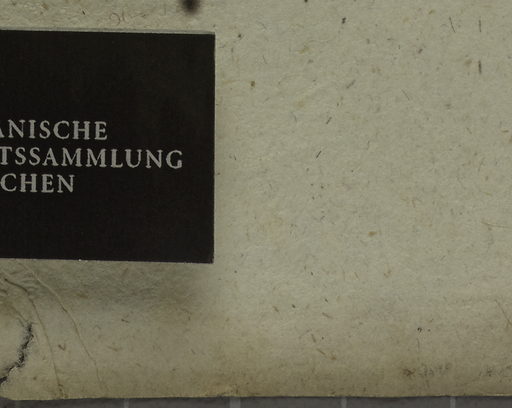 ANISCHE
TSSAMMLUNG
CHEN